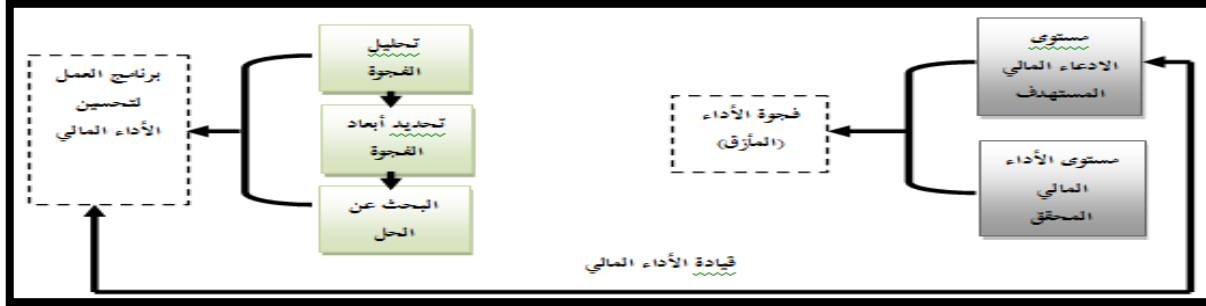 مستوى
الادعاء المالي
المستهدف
مستوى الأداء
المالي
المحقق
فجوة الأداء
(المأزق)
تحليل
الفجوة
تحديد أبعاد
الفجوة
البحث عن
الحل
برنامج العمل
لتحسين
الأداء المالي
قيادة الأداء المالي